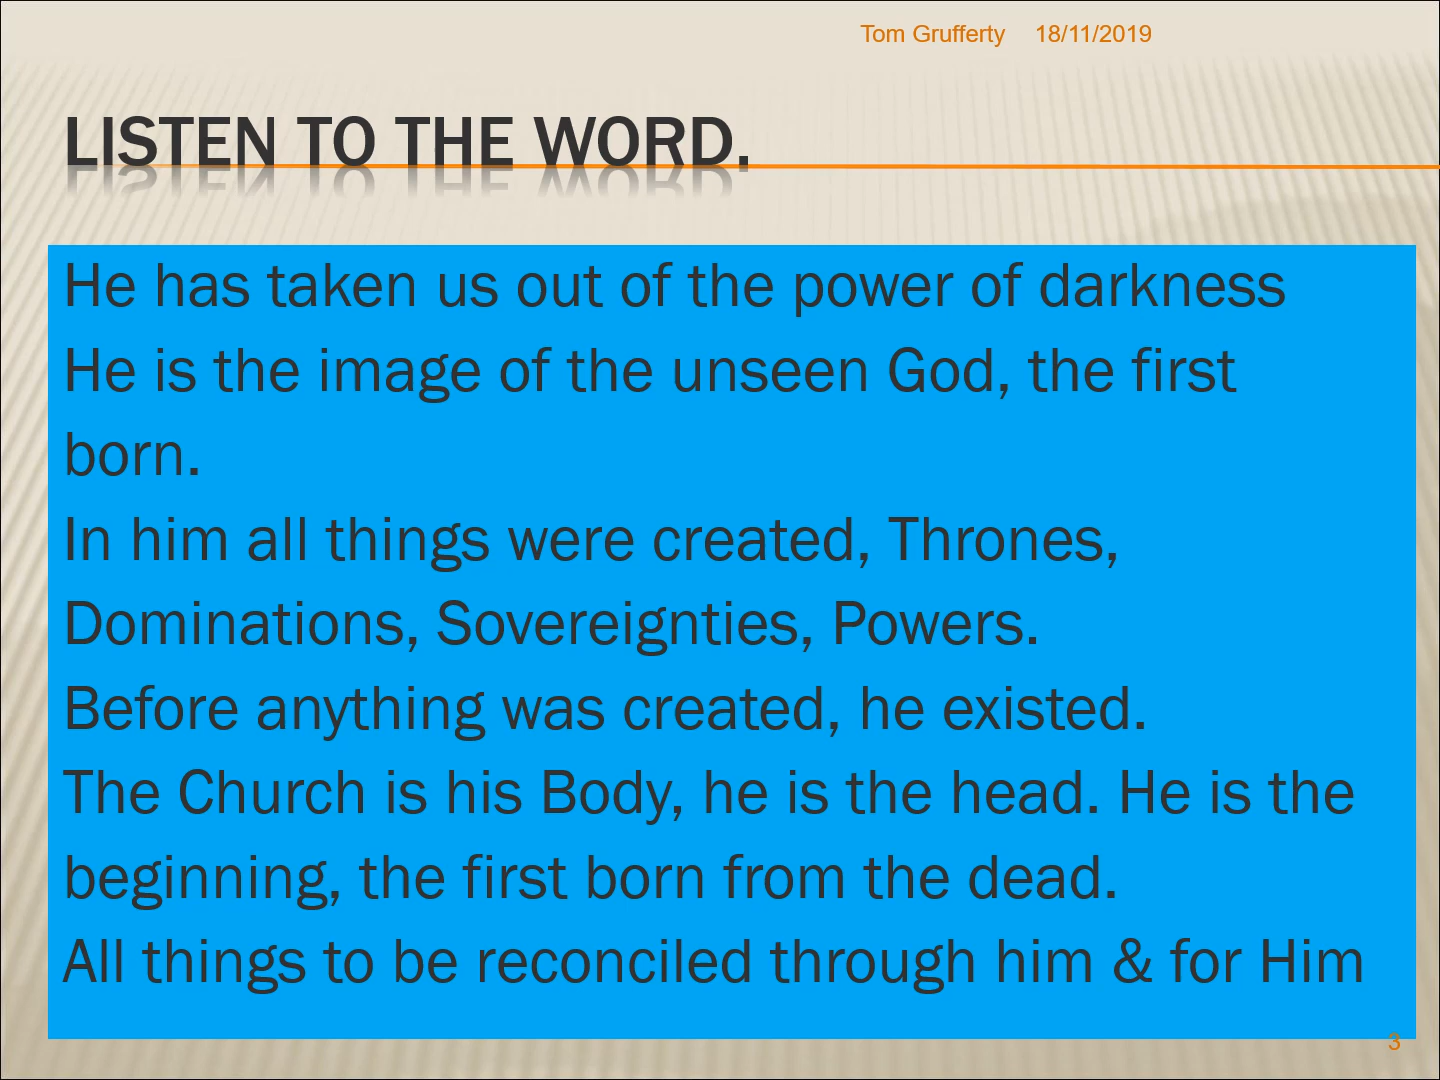 Tom Grufferty 18/11/2019
LISTEN TO THE WORD.
He has taken us out of the power of darkness
He is the image of the unseen God, the first
born.
In him all things were created, Thrones,
Dominations, Sovereignties, Powers.
Before anything was created, he existed.
The Church is his Body, he is the head. He is the
beginning, the first born from the dead.
All things to be reconciled through him & for Him
3